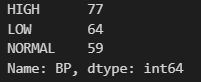 HIGH      77
LOW       64
NORMAL    59
Name: BP, dtype: int64